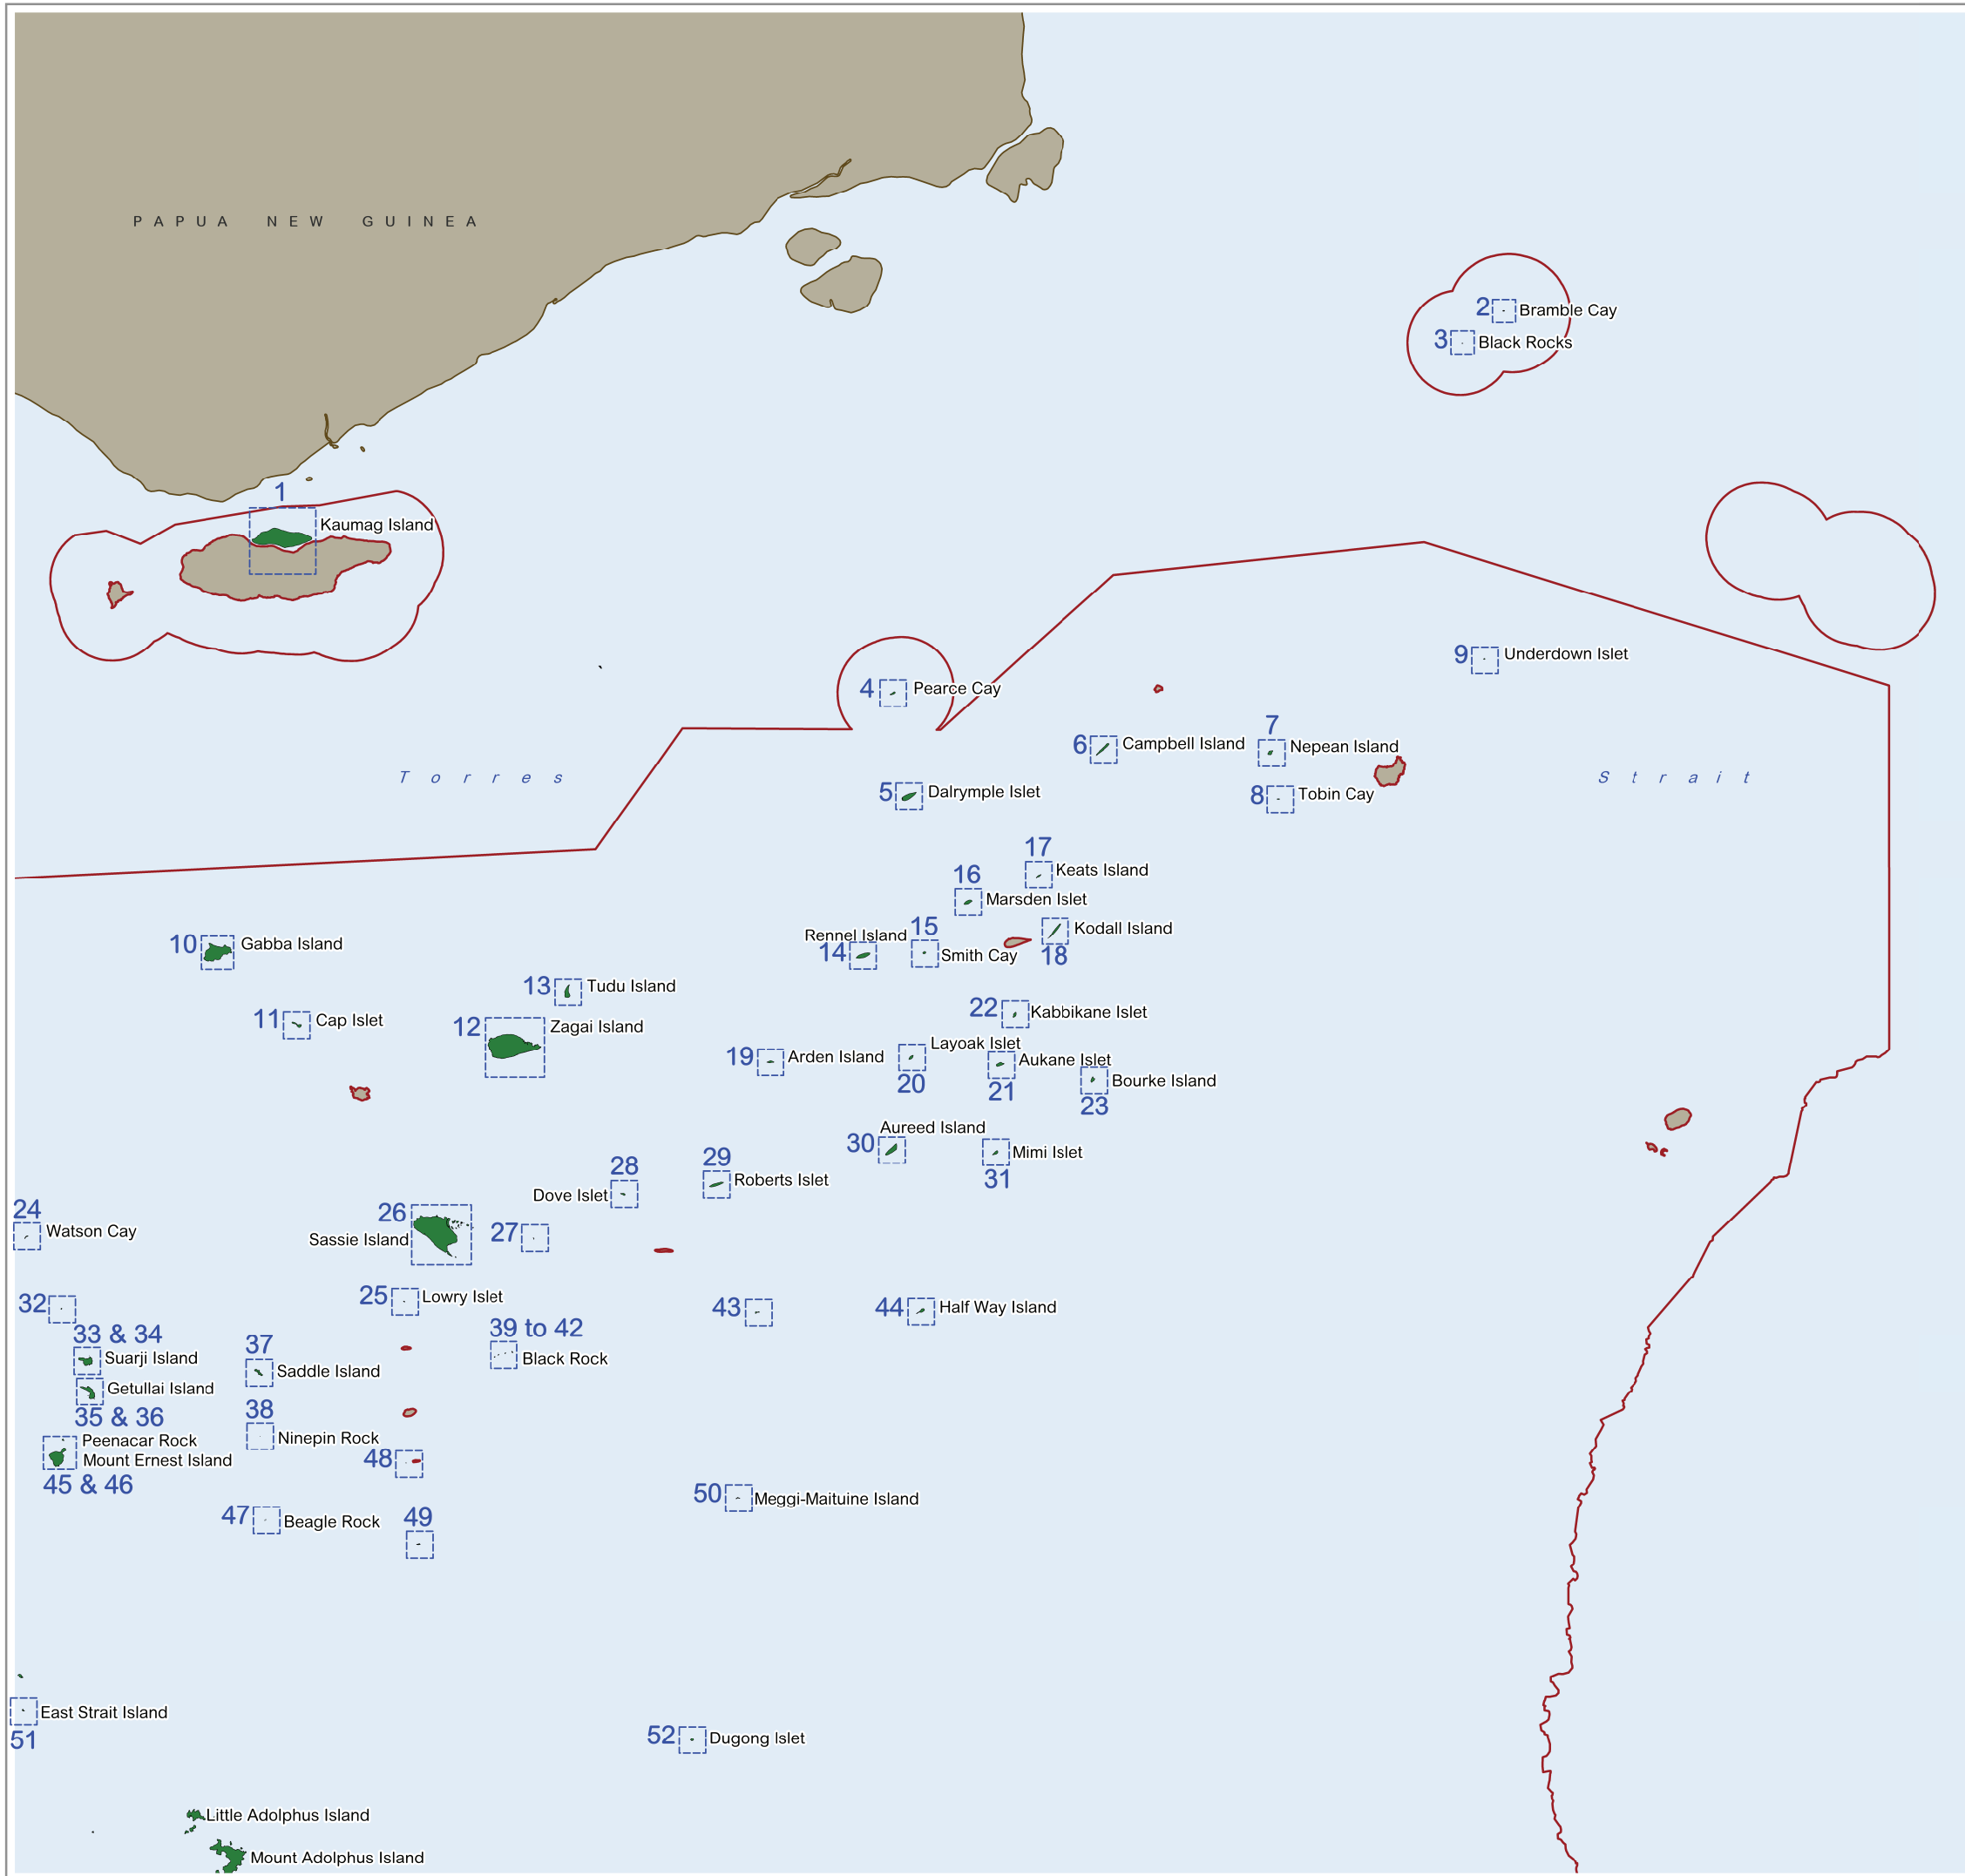 PAPUA NEW GUINEA
2 Bramble Cay
3 Black Rocks
1
Kaumag Island
9 Underdown Islet
4 Pearce Cay
7
6 Campbell Island
Nepean Island
Torres
Strait
5 Dalrymple Islet
8 Tobin Cay
17
Keats Island
16
Marsden Islet
15
Rennel Island
Kodall Island
10 Gabba Island
14
Smith Cay
18
13 Tudu Island
22 Kabbikane Islet
11 Cap Islet
12 Zagai Island
Layoak Islet
19 Arden Island
Aukane Islet
20
21
Bourke Island
23
Aureed Island
30
Mimi Islet
28
29
Roberts Islet
31
Dove Islet
24
26
Watson Cay
Sassie Island
27
32
25 Lowry Islet
43
44 Half Way Island
33 & 34
37
39 to 42
Suarji Island
Black Rock
Saddle Island
Getullai Island
35 & 36
38
Peenacar Rock
Ninepin Rock
Mount Ernest Island
48
45 & 46
50 Meggi-Maituine Island
47 Beagle Rock
49
East Strait Island
51
52 Dugong Islet
Little Adolphus Island
Mount Adolphus Island